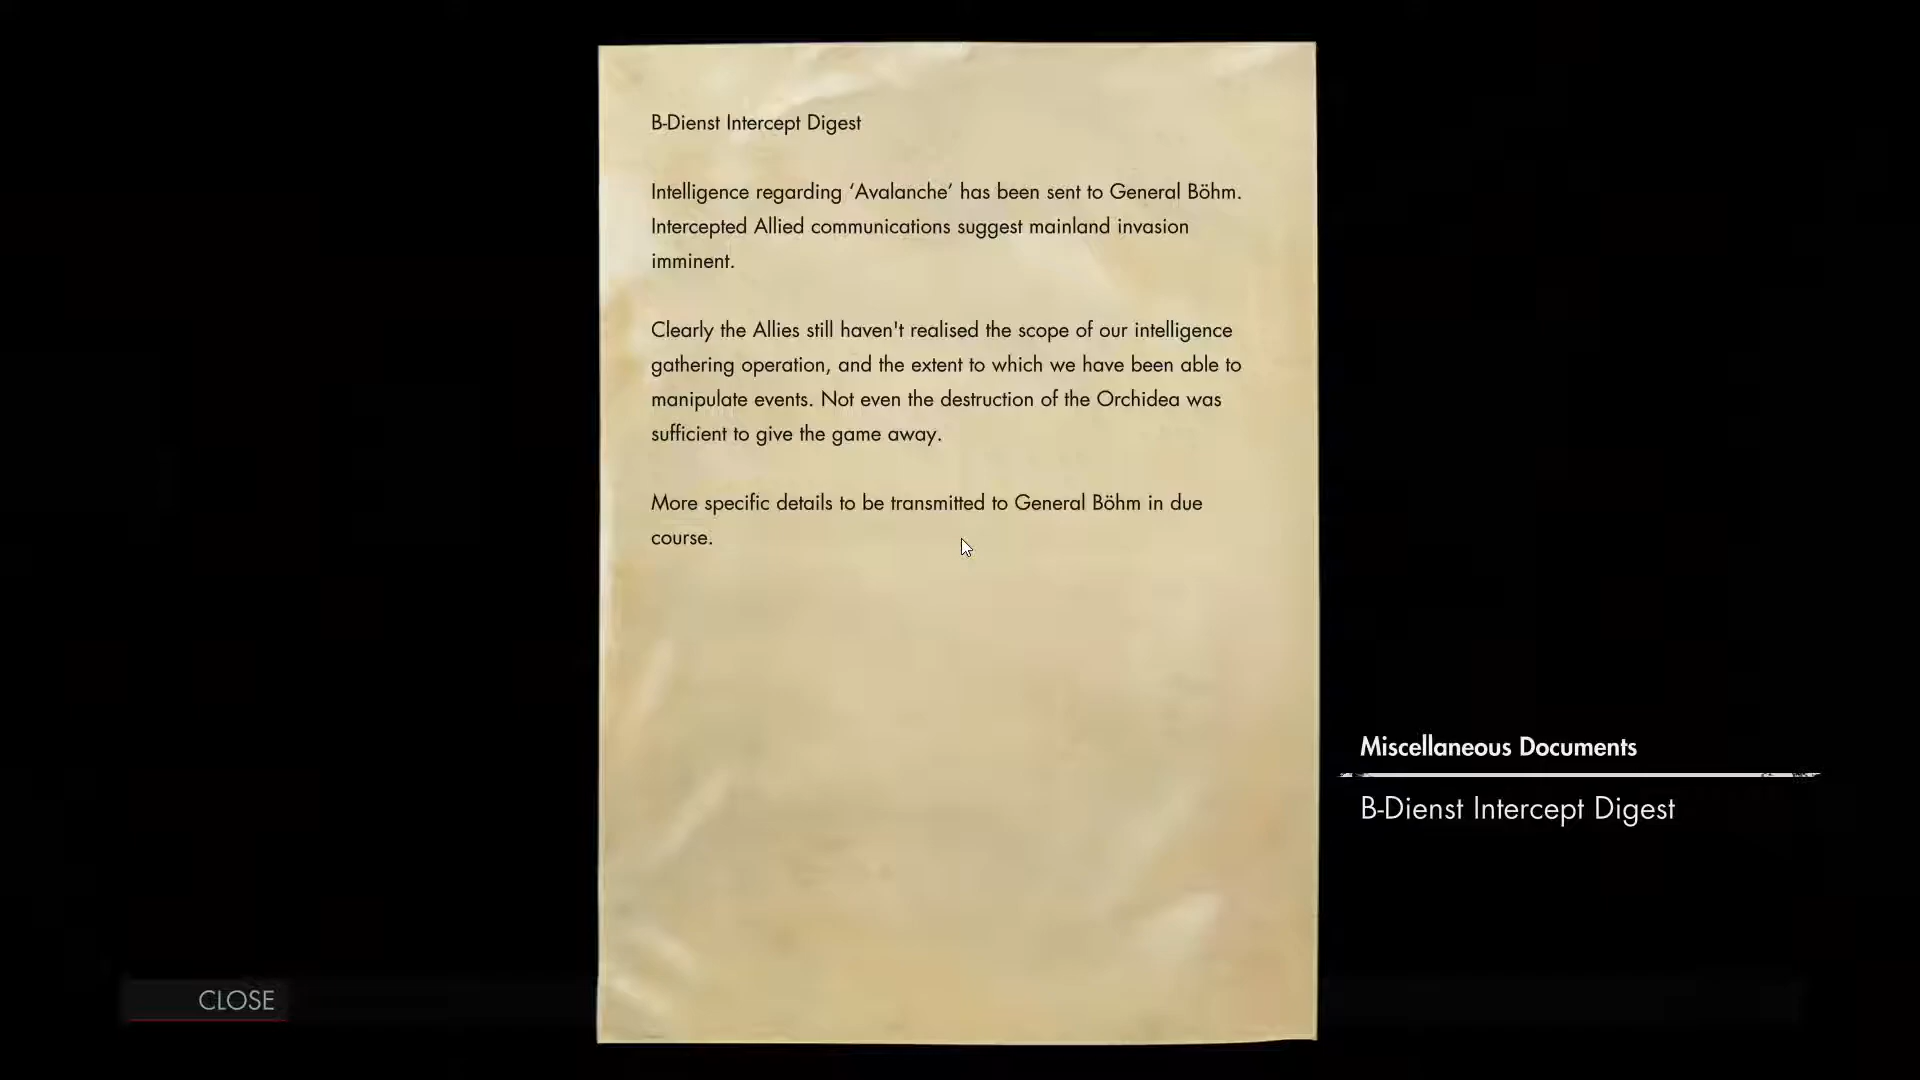 B-Dienst Intercept Digest
Intelligence regarding ‘Avalanche’ has been sent to General Böhm.
Intercepted Allied communications suggest mainland invasion
imminent.
Clearly the Allies still haven't realised the scope of our intelligence
gathering operation, and the extent to which we have been able to
manipulate events. Not even the destruction of the Orchidea was
sufficient to give the game away.
More specific details to be transmitted to General Böhm in due
course.
Miscellaneous Documents
B-Dienst Intercept Digest
CLOSE